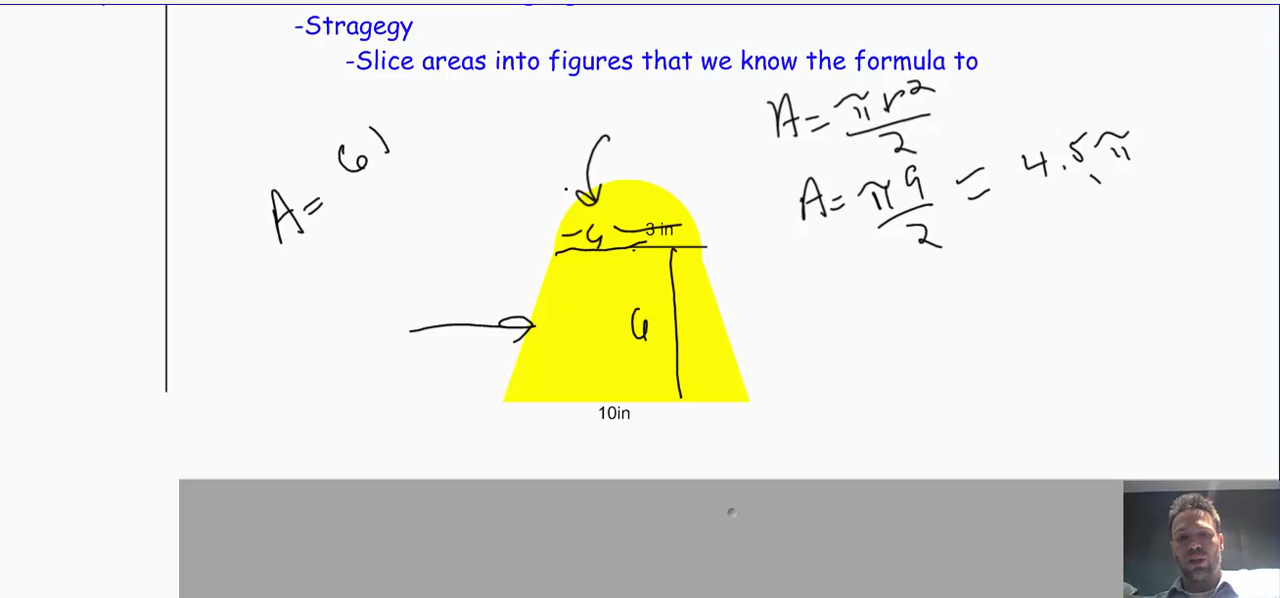 -Stragegy
-Slice areas into figures that we know the formula to
A = πr²/2
A = π9/2 = 4.5π
A = 6)
3 in
6
10in